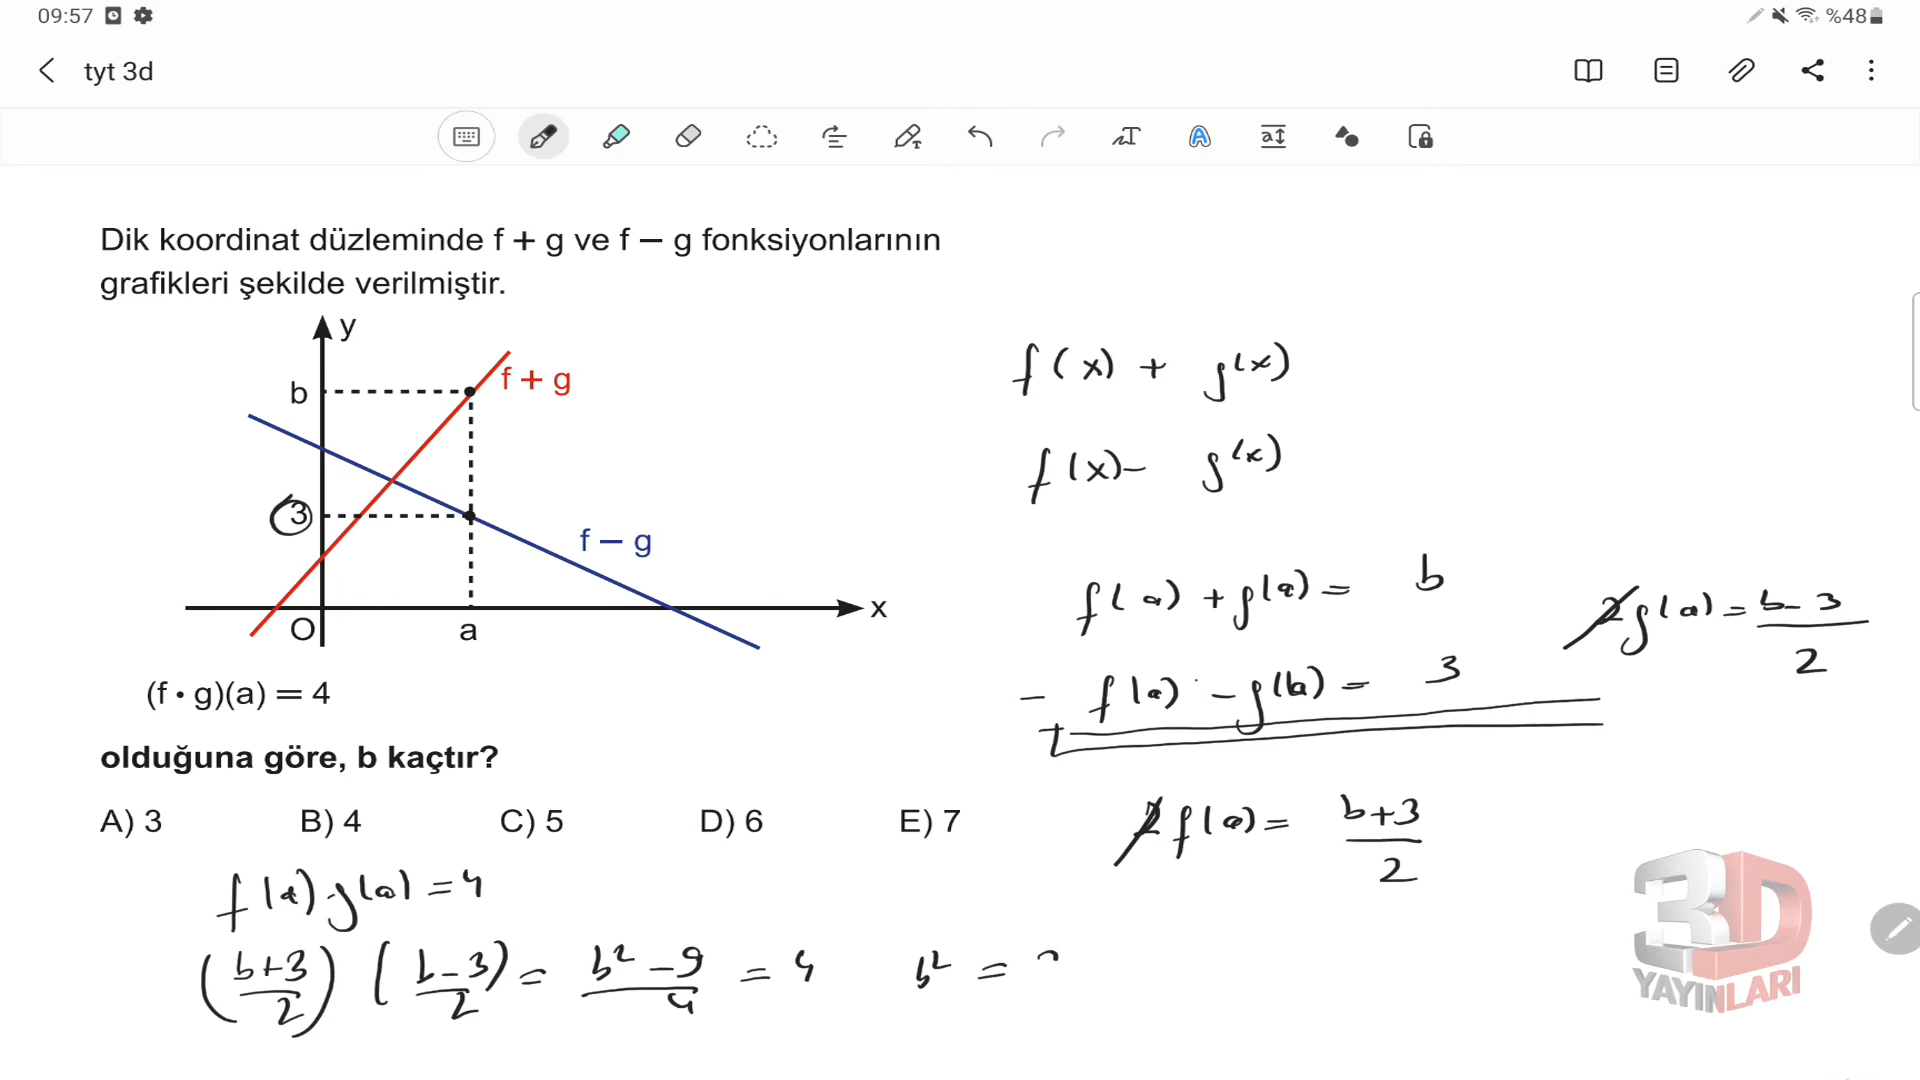 09:57
%48
tyt 3d
Dik koordinat düzleminde f + g ve f − g fonksiyonlarının
grafikleri şekilde verilmiştir.
y
b
f + g
3
f − g
x
O
a
(f • g)(a) = 4
olduğuna göre, b kaçtır?
A) 3 B) 4 C) 5 D) 6 E) 7
f(x) + g(x)
f(x) − g(x)
f(a) + g(a) = b
− f(a) − g(a) = 3
2g(a) = b−3/2
2f(a) = b+3/2
f(a).g(a) = 4
(b+3/2) (b−3/2) = b² − 9/4 = 4 b² =
3D
YAYINLARI